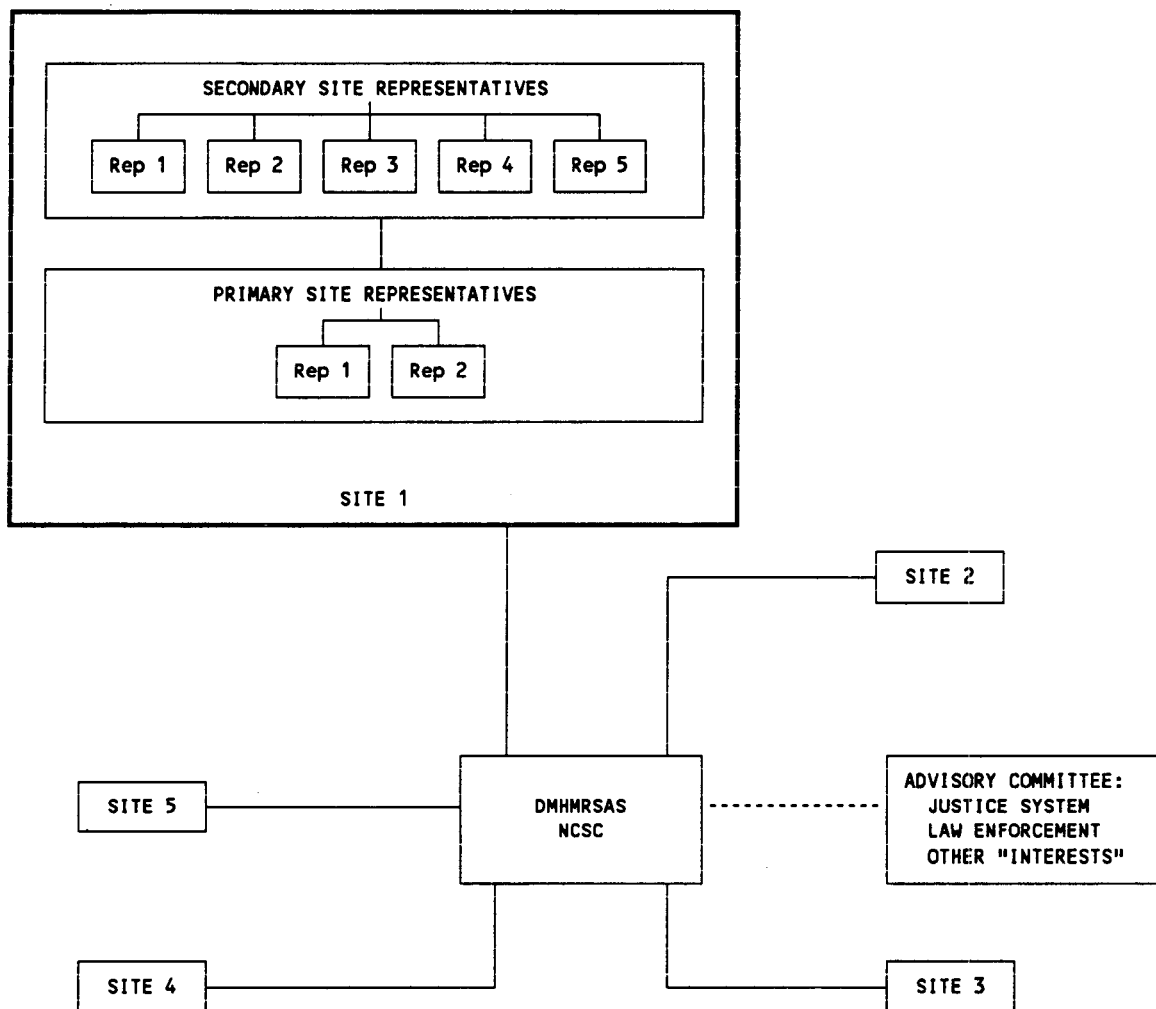 SECONDARY SITE REPRESENTATIVES
Rep 1 Rep 2 Rep 3 Rep 4 Rep 5
PRIMARY SITE REPRESENTATIVES
Rep 1 Rep 2
SITE 1
SITE 2
SITE 5
DMHMRSAS
NCSC
ADVISORY COMMITTEE:
JUSTICE SYSTEM
LAW ENFORCEMENT
OTHER "INTERESTS"
SITE 4
SITE 3